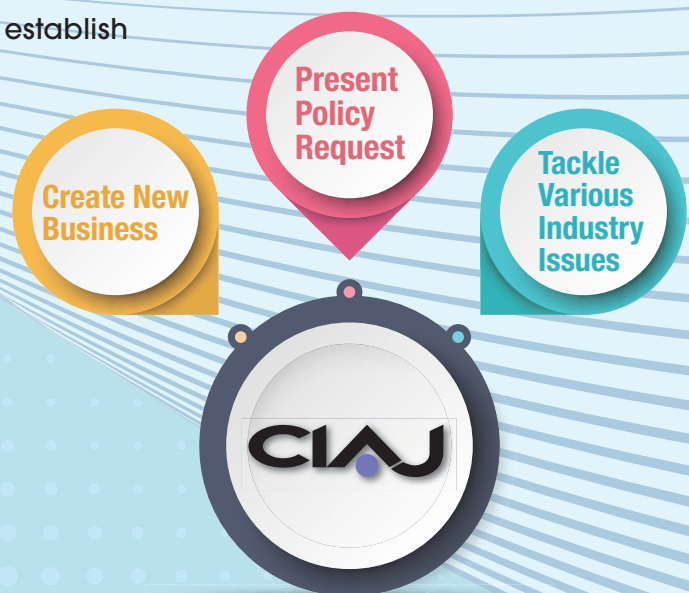 establish
Present
Policy
Request
Create New
Business
Tackle
Various
Industry
Issues
CIAJ